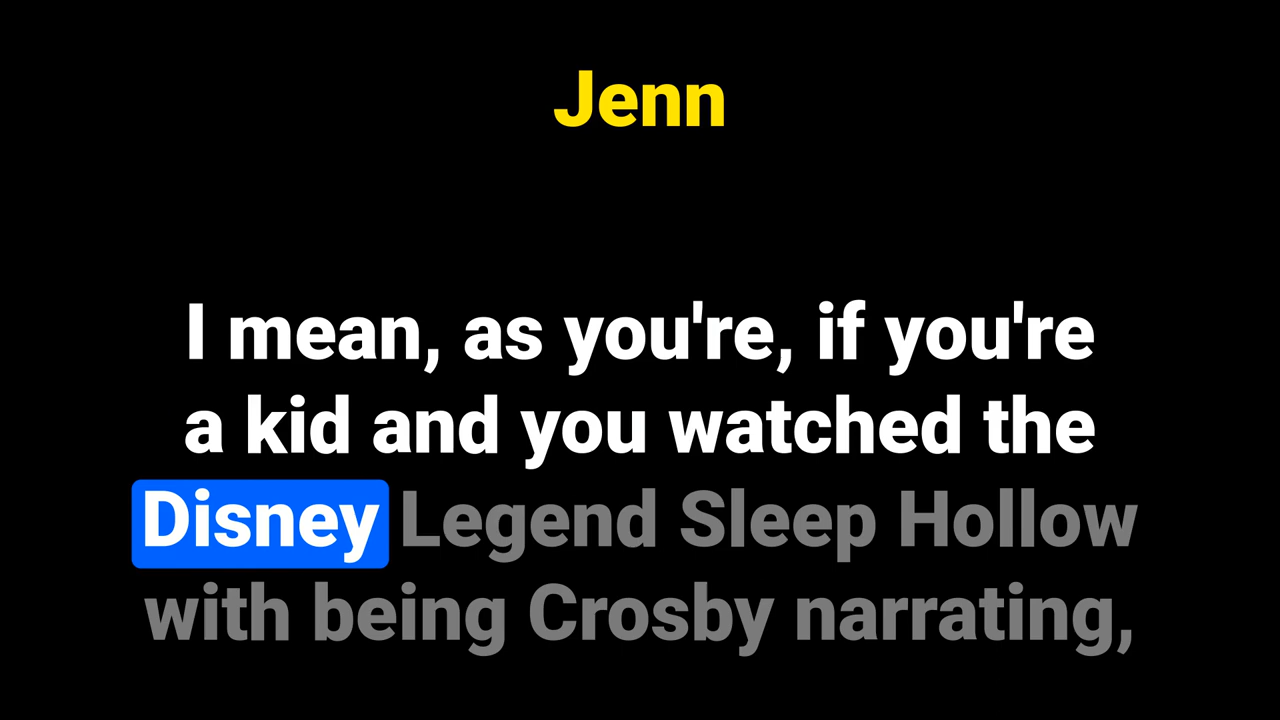 Jenn
I mean, as you're, if you're
a kid and you watched the
Disney Legend Sleep Hollow
with being Crosby narrating,